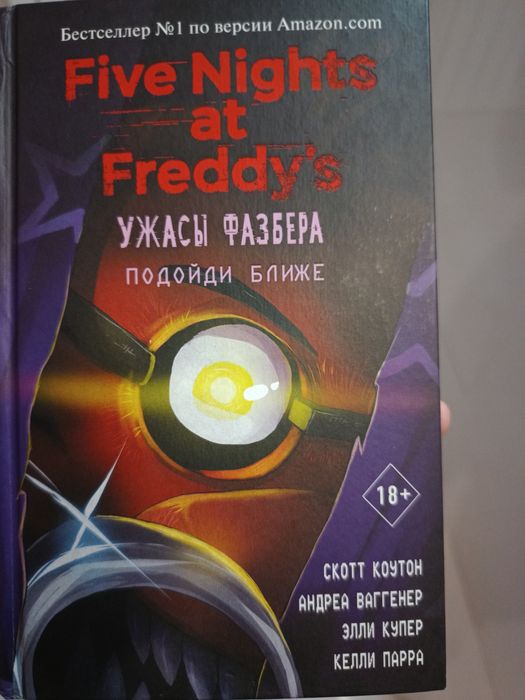 Бестселлер №1 по версии Amazon.com
Five Nights
at
Freddy's
УЖАСЫ ФАЗБЕРА
ПОДОЙДИ БЛИЖЕ
18+
СКОТТ КОУТОН
АНДРЕА ВАГГЕНЕР
ЭЛЛИ КУПЕР
КЕЛЛИ ПАРРА